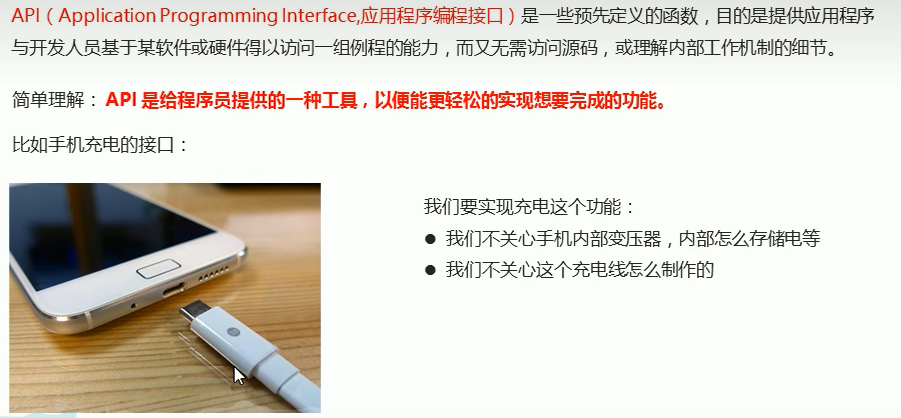 API（Application Programming Interface,应用程序编程接口）是一些预先定义的函数，目的是提供应用程序
与开发人员基于某软件或硬件得以访问一组例程的能力，而又无需访问源码，或理解内部工作机制的细节。
简单理解：API 是给程序员提供的一种工具，以便能更轻松的实现想要完成的功能。
比如手机充电的接口：
我们要实现充电这个功能：
● 我们不关心手机内部变压器，内部怎么存储电等
● 我们不关心这个充电线怎么制作的